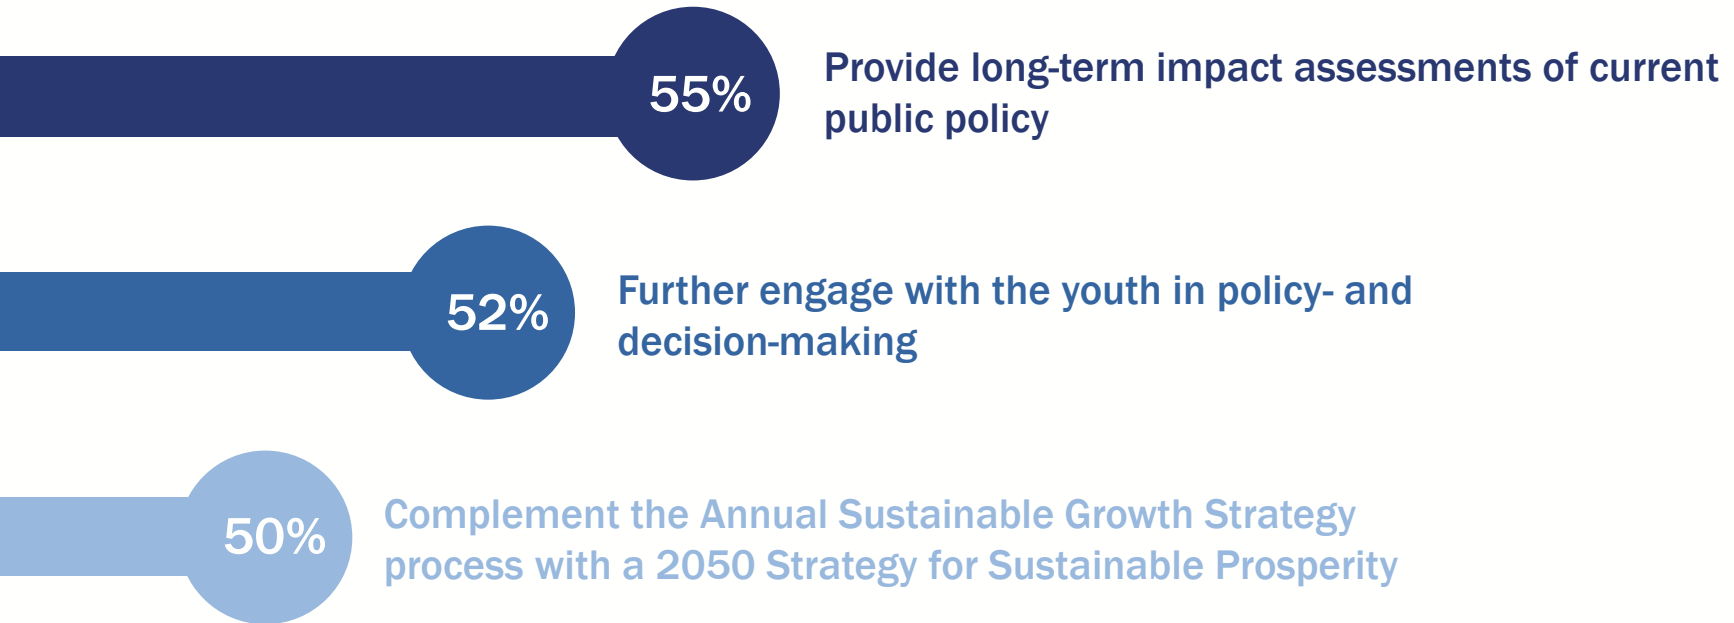 55%
Provide long-term impact assessments of current
public policy
52%
Further engage with the youth in policy- and
decision-making
50%
Complement the Annual Sustainable Growth Strategy
process with a 2050 Strategy for Sustainable Prosperity